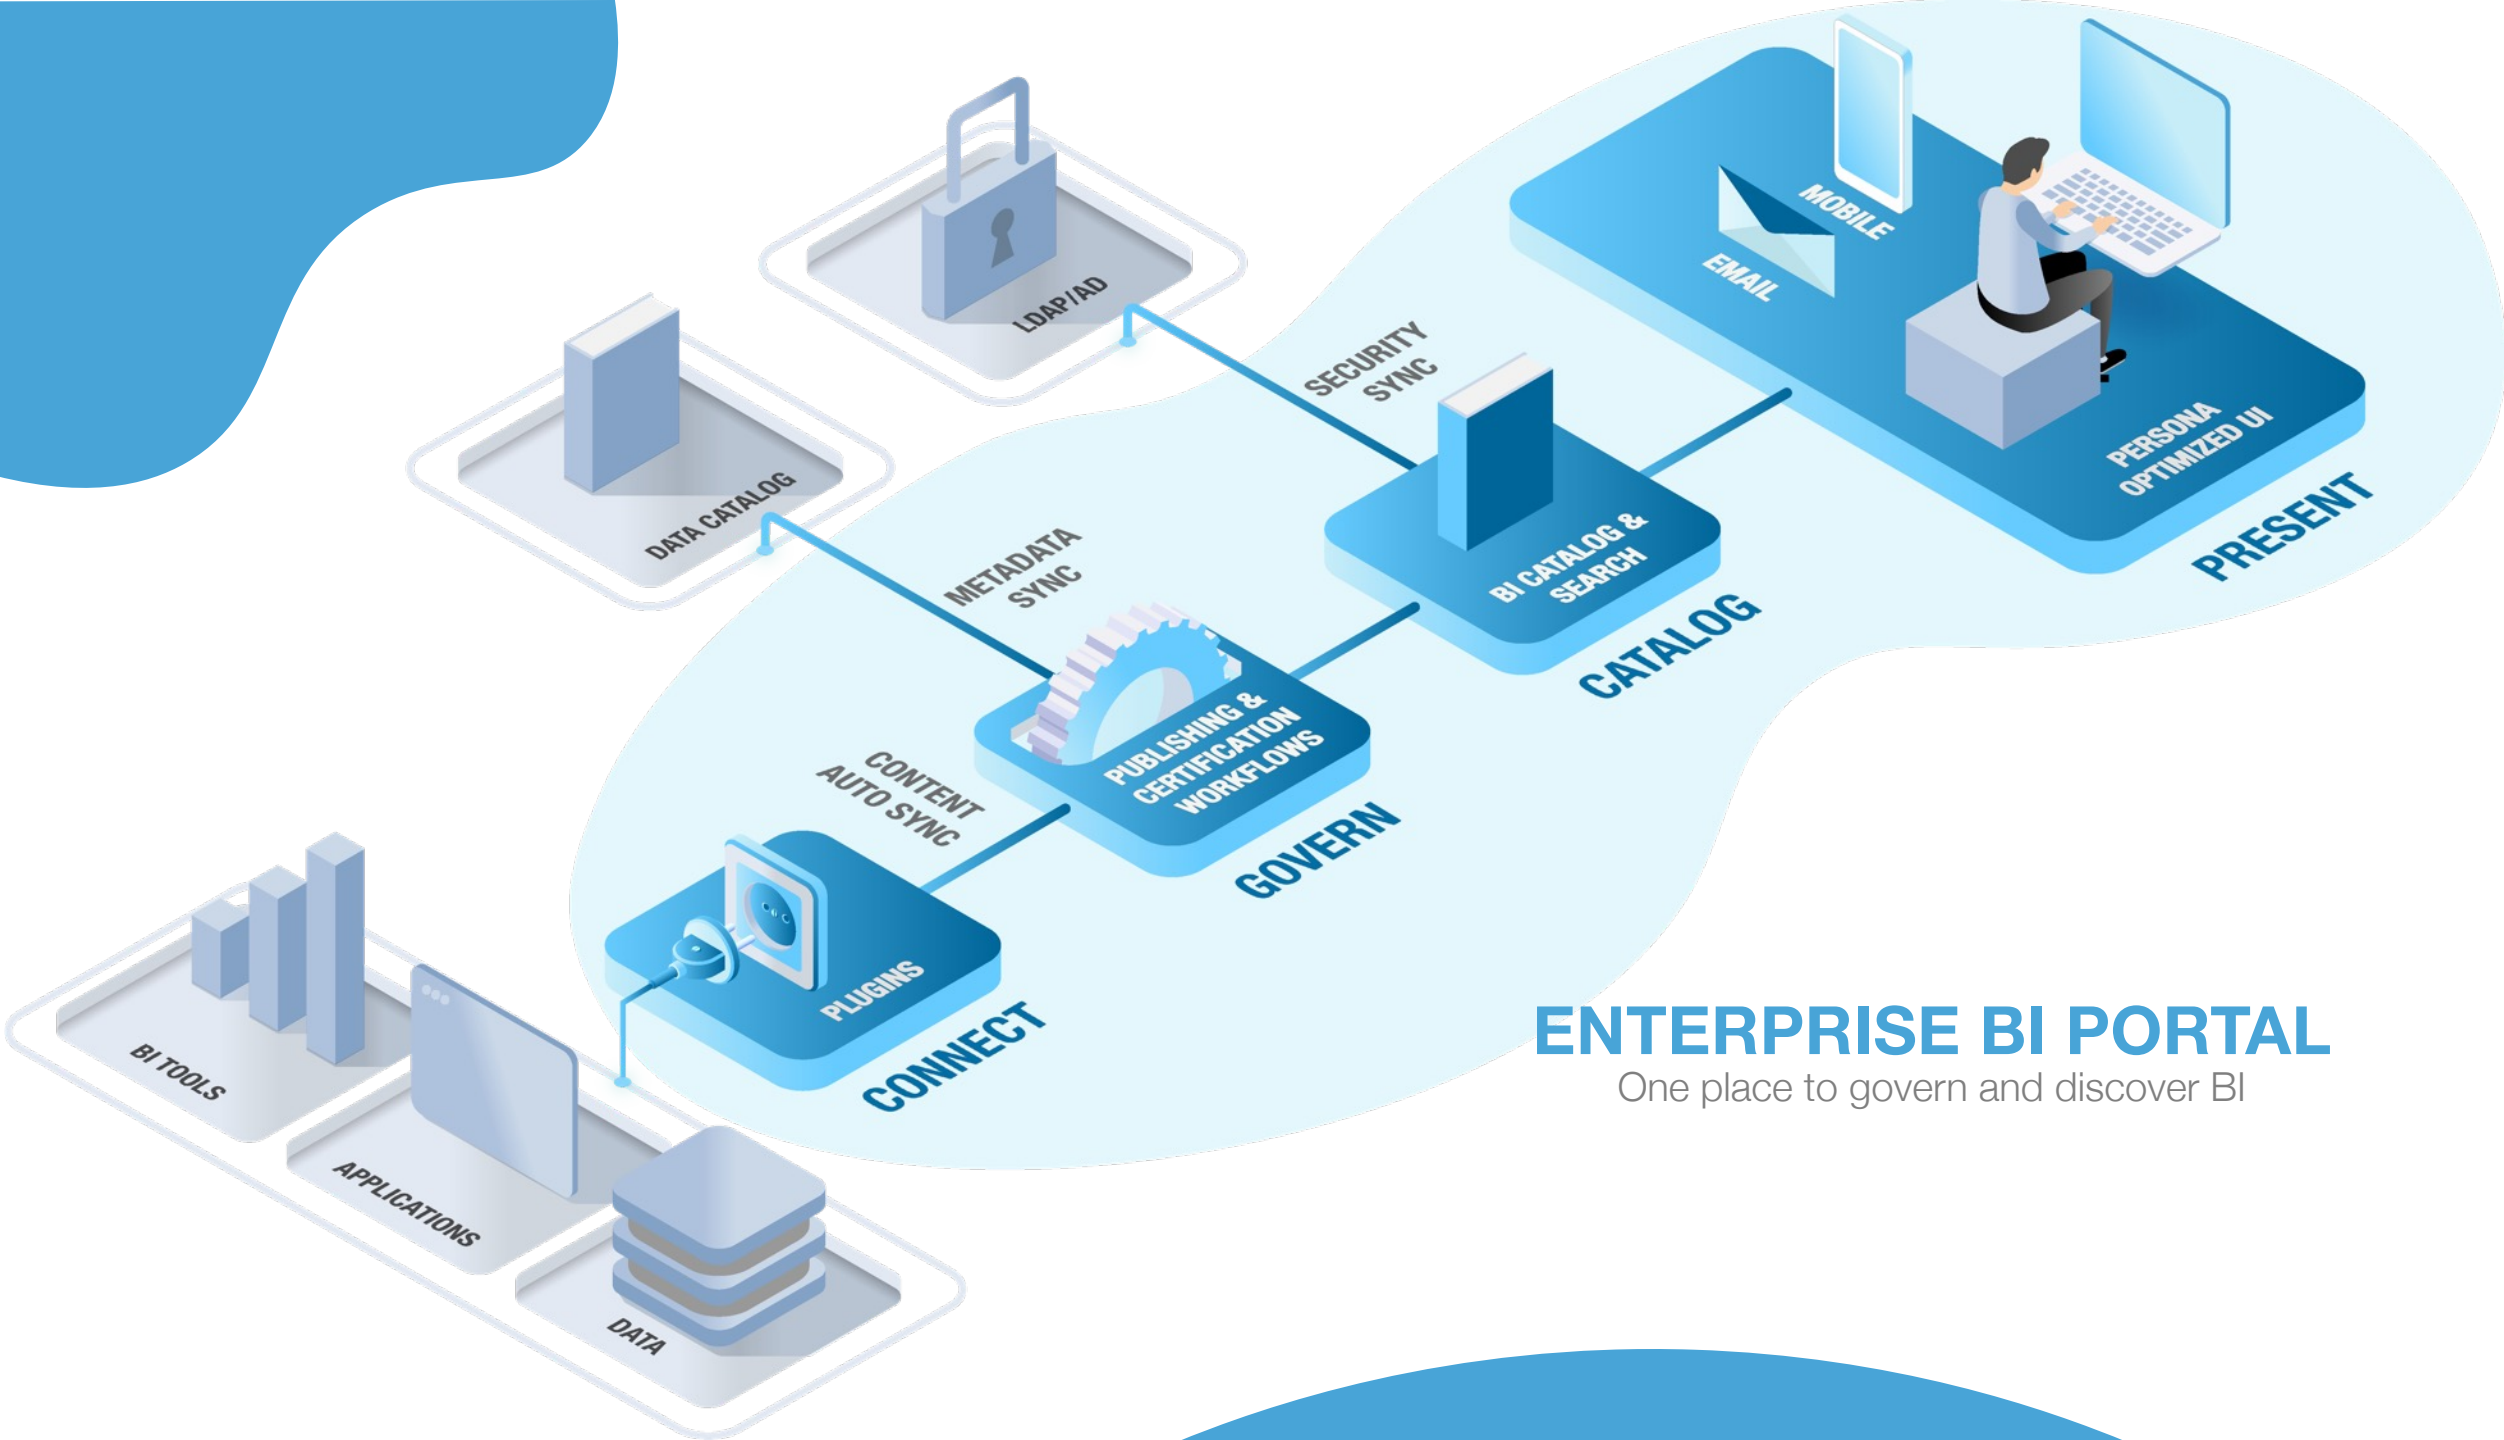 LDAP/AD
DATA CATALOG
SECURITY
SYNC
METADATA
SYNC
CONTENT
AUTO SYNC
MOBILE
EMAIL
PERSONA
OPTIMIZED UI
PRESENT
BI CATALOG &
SEARCH
CATALOG
PUBLISHING &
CERTIFICATION
WORKFLOWS
GOVERN
PLUGINS
CONNECT
BI TOOLS
APPLICATIONS
DATA
ENTERPRISE BI PORTAL
One place to govern and discover BI